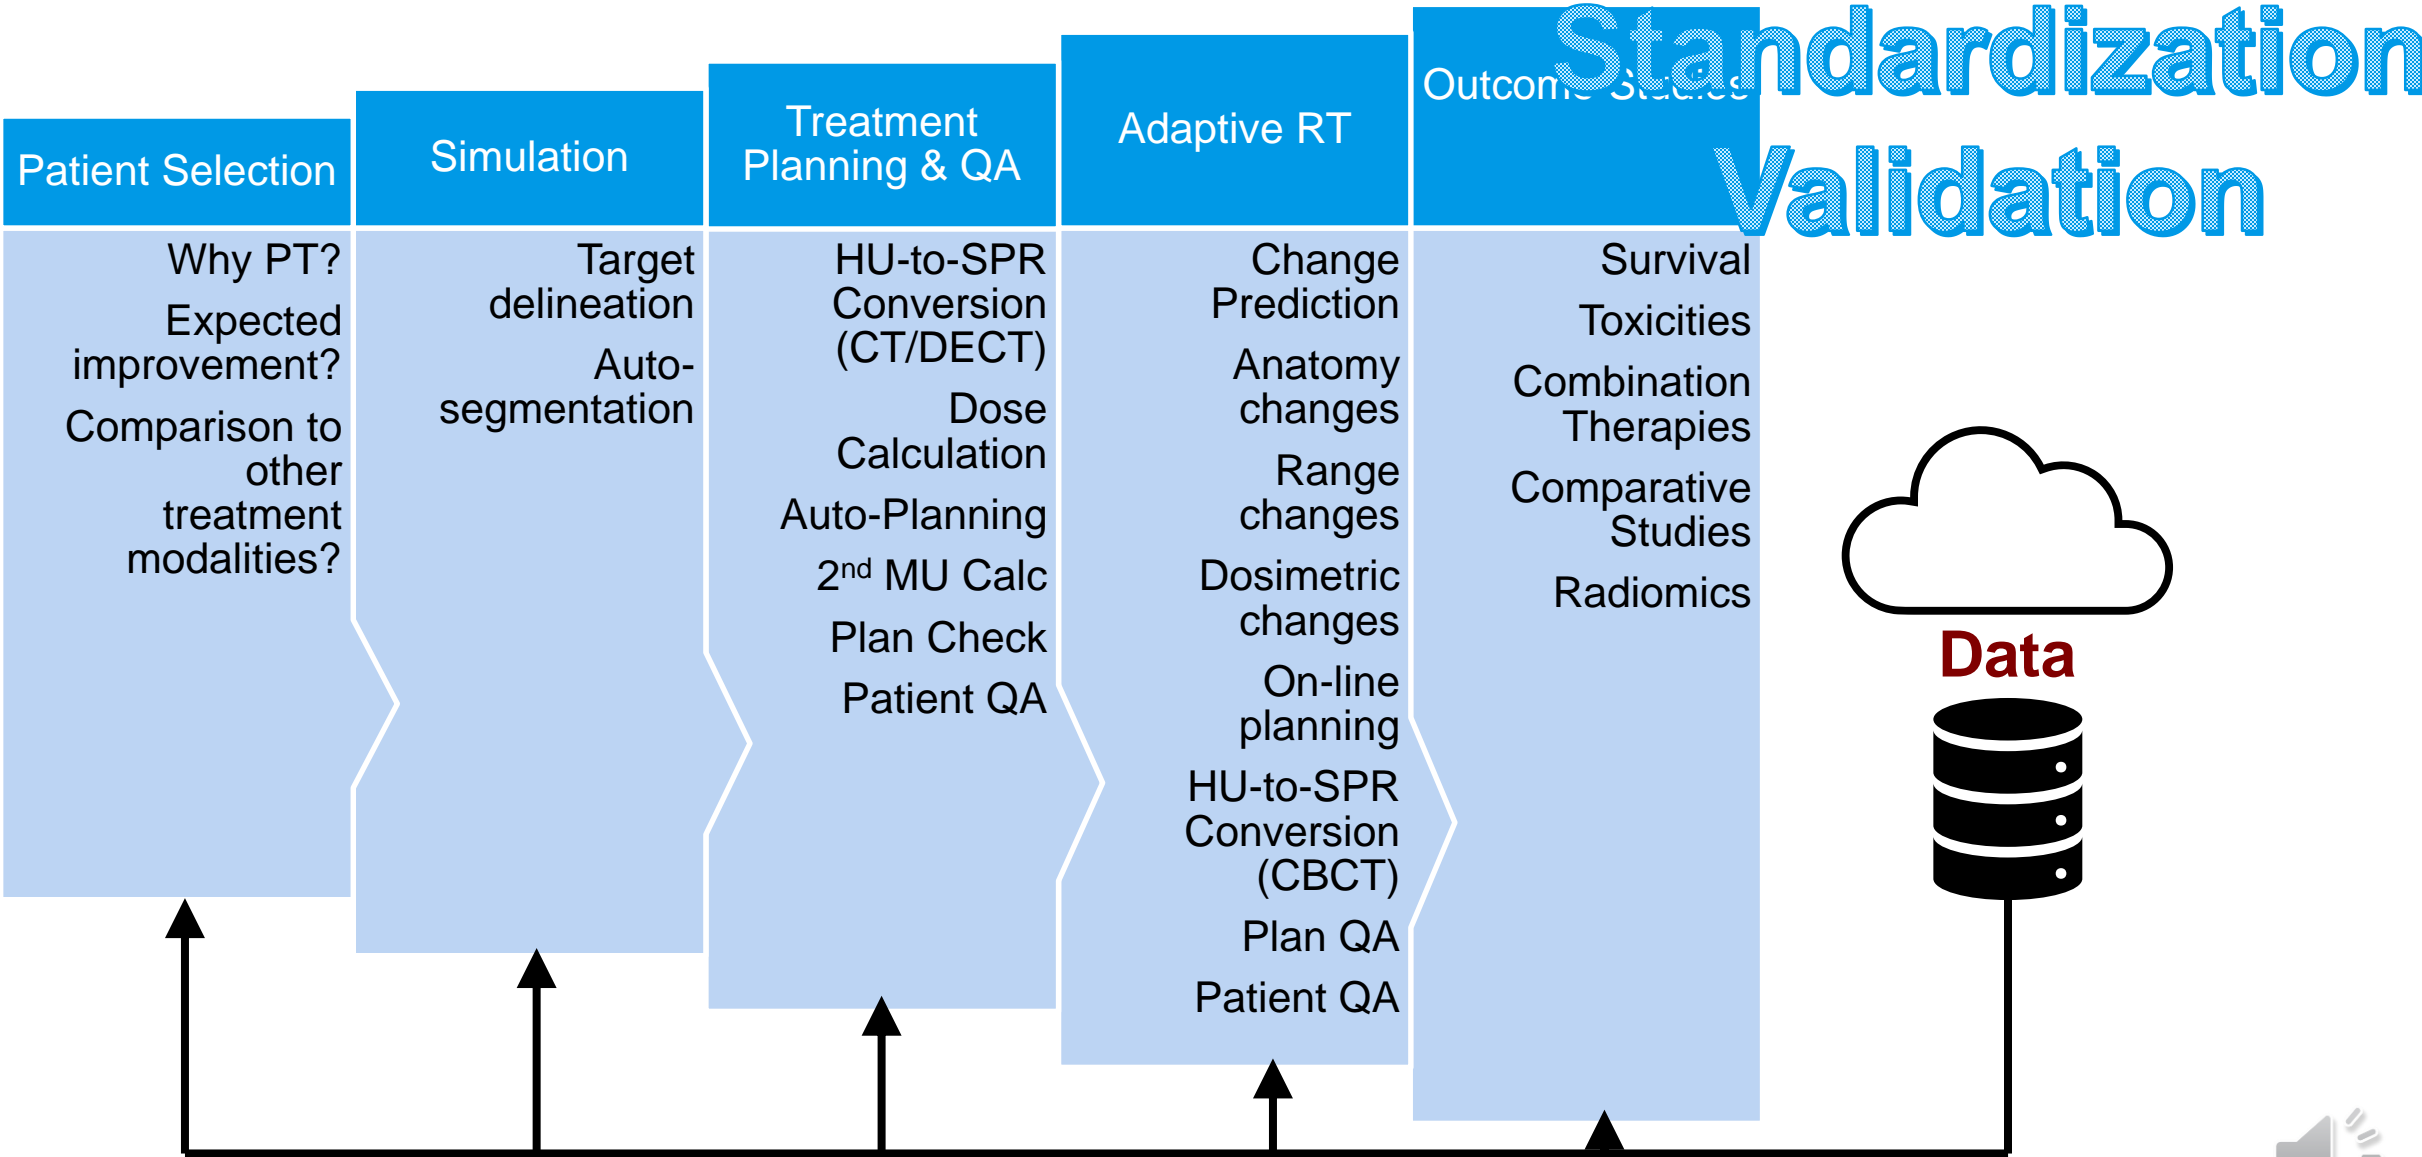 Standardization
Validation
Patient Selection
Why PT?
Expected
improvement?
Comparison to
other
treatment
modalities?
Simulation
Target
delineation
Auto-
segmentation
Treatment
Planning & QA
HU-to-SPR
Conversion
(CT/DECT)
Dose
Calculation
Auto-Planning
2nd MU Calc
Plan Check
Patient QA
Adaptive RT
Change
Prediction
Anatomy
changes
Range
changes
Dosimetric
changes
On-line
planning
HU-to-SPR
Conversion
(CBCT)
Plan QA
Patient QA
Outcome Studies
Survival
Toxicities
Combination
Therapies
Comparative
Studies
Radiomics
Data